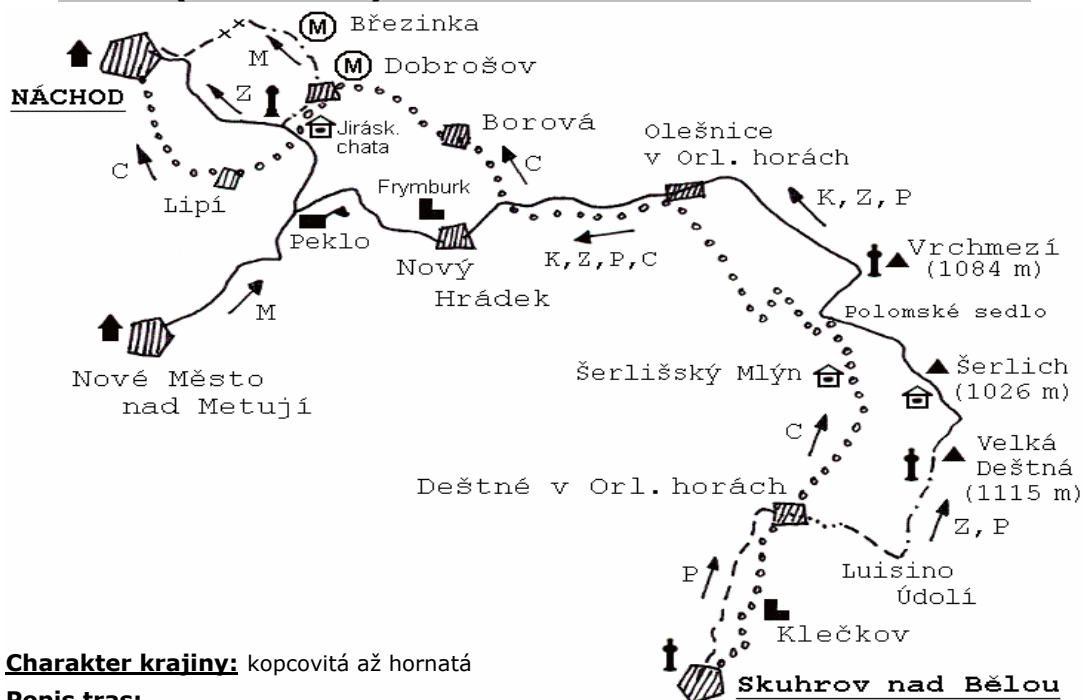 M Březinka
M Dobrošov
M
NÁCHOD
Z
Borová
Jirásk.
chata
Olešnice
v Orl. horách
C
C
Lipí
Frymburk
K, Z, P
Peklo
Vrchmezí
(1084 m)
Nový
Hrádek
K, Z, P, C
M
Polomské sedlo
Nové Město
nad Metují
Šerlišský Mlýn
Šerlich
(1026 m)
C
Velká
Deštná
(1115 m)
Deštné v Orl. horách
Z, P
P
Luisino
Údolí
Klečkov
Charakter krajiny: kopcovitá až hornatá
Skuhrov nad Bělou
Popis tras: